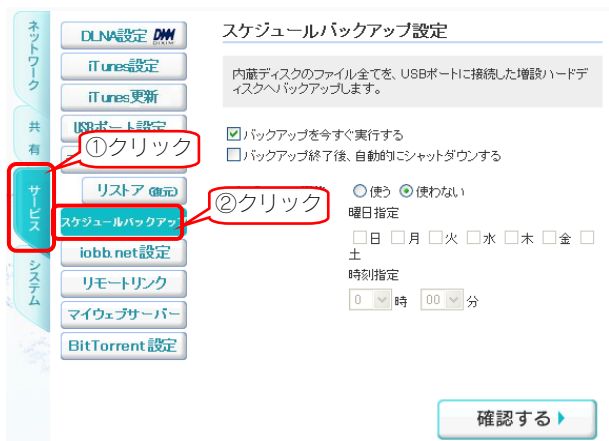 ネットワーク
共有
サービス
システム
DLNA設定 DiXiM
iTunes設定
iTunes更新
USBポート設定
①クリック
リストア(復元)
スケジュールバックアップ
②クリック
iobb.net設定
リモートリンク
マイウェブサーバー
BitTorrent設定
スケジュールバックアップ設定
内蔵ディスクのファイル全てを、USBポートに接続した増設ハードデ
ィスクへバックアップします。
バックアップを今すぐ実行する
バックアップ終了後、自動的にシャットダウンする
使う 使わない
曜日指定
日 月 火 水 木 金
土
時刻指定
0 時 00 分
確認する